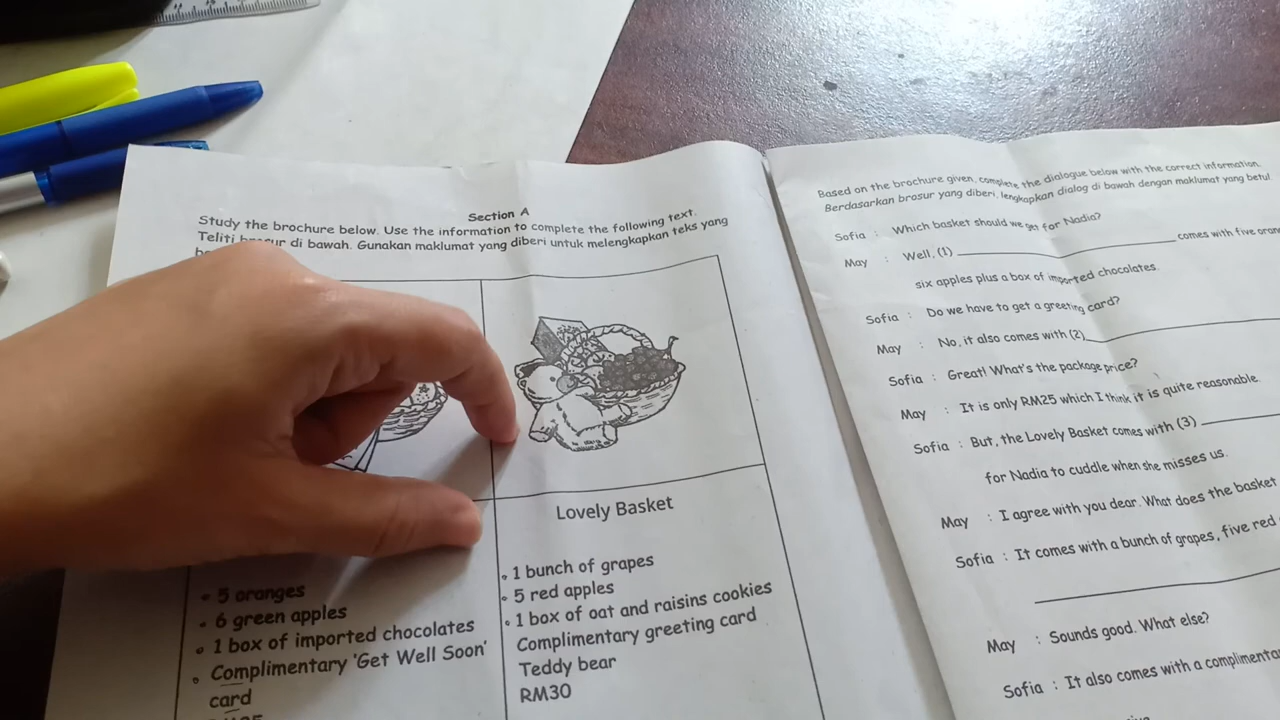 Section A
Study the brochure below. Use the information to complete the following text.
Teliti brosur di bawah. Gunakan maklumat yang diberi untuk melengkapkan teks yang
Lovely Basket
5 oranges
6 green apples
1 box of imported chocolates
Complimentary 'Get Well Soon'
card
1 bunch of grapes
5 red apples
1 box of oat and raisins cookies
Complimentary greeting card
Teddy bear
RM30
Based on the brochure given, complete the dialogue below with the correct information.
Berdasarkan brosur yang diberi, lengkapkan dialog di bawah dengan maklumat yang betul
Sofia : Which basket should we get for Nadia?
May : Well, (1) ____ comes with five
six apples plus a box of imported chocolates.
Sofia : Do we have to get a greeting card?
May : No, it also comes with (2) ____
Sofia : Great! What's the package price?
May : It is only RM25 which I think it is quite reasonable.
Sofia : But, the Lovely Basket comes with (3) ____
for Nadia to cuddle when she misses us.
May : I agree with you dear. What does the basket
Sofia : It comes with a bunch of grapes, five red
May : Sounds good. What else?
Sofia : It also comes with a